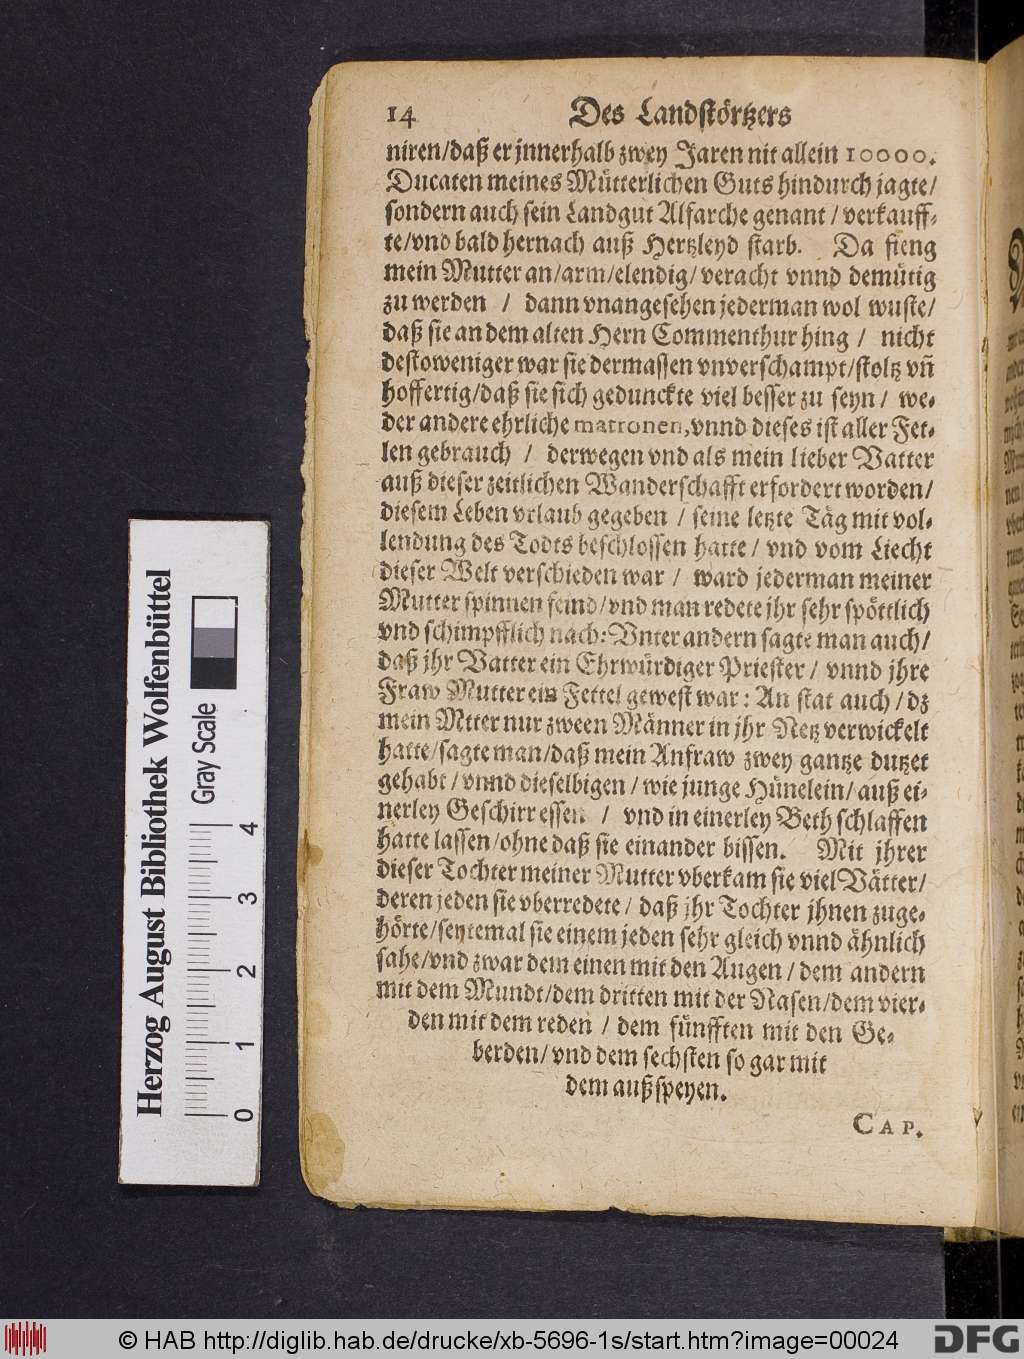 14 Des Landstörtzers
niren/daß er jnnerhalb zwey Jaren nit allein 10000.
Ducaten meines Mütterlichen Guts hindurch jagte/
sondern auch sein Landgut Alfarche genant / verkauff-
te/vnd bald hernach auß Hertzleyd starb. Da fieng
mein Mutter an/arm/elendig/veracht vnnd demütig
zu werden / dann vnangesehen jederman wol wuste/
daß sie an dem alten Hern Commenthur hing / nicht
destoweniger war sie dermassen vnverschampt/stoltz vñ
hoffertig/daß sie sich gedunckte viel besser zu seyn / we-
der andere ehrliche matronen, vnnd dieses ist aller Fet-
len gebrauch / derwegen vnd als mein lieber Vatter
auß dieser zeitlichen Wanderschafft erfordert worden/
diesem Leben vrlaub gegeben / seine letzte Täg mit vol-
lendung des Todts beschlossen hatte / vnd vom Liecht
dieser Welt verschieden war / ward jederman meiner
Mutter spinnen feind/vnd man redete jhr sehr spöttlich
vnd schimpfflich nach: Vnter andern sagte man auch/
daß jhr Vatter ein Ehrwürdiger Priester / vnnd jhre
Fraw Mutter ein Fettel gewest war: An stat auch / dz
mein Mtter nur zween Männer in jhr Netz verwickelt
hatte/sagte man/daß mein Anfraw zwey gantze dutzet
gehabt / vnnd dieselbigen / wie junge Hünelein/ auß ei-
nerley Geschirr essen / vnd in einerley Beth schlaffen
hatte lassen/ohne daß sie einander bissen. Mit jhrer
dieser Tochter meiner Mutter vberkam sie viel Vätter/
deren jeden sie vberredete / daß jhr Tochter jhnen zuge-
hörte/seytemal sie einem jeden sehr gleich vnnd ähnlich
sahe/vnd zwar dem einen mit den Augen / dem andern
mit dem Mundt/dem dritten mit der Nasen/dem vier-
den mit dem reden / dem fünfften mit den Ge-
berden/ vnd dem sechsten so gar mit
dem außspeyen.
CAP.
Herzog August Bibliothek Wolfenbüttel
Gray Scale
0 1 2 3 4
© HAB http://diglib.hab.de/drucke/xb-5696-1s/start.htm?image=00024
DFG